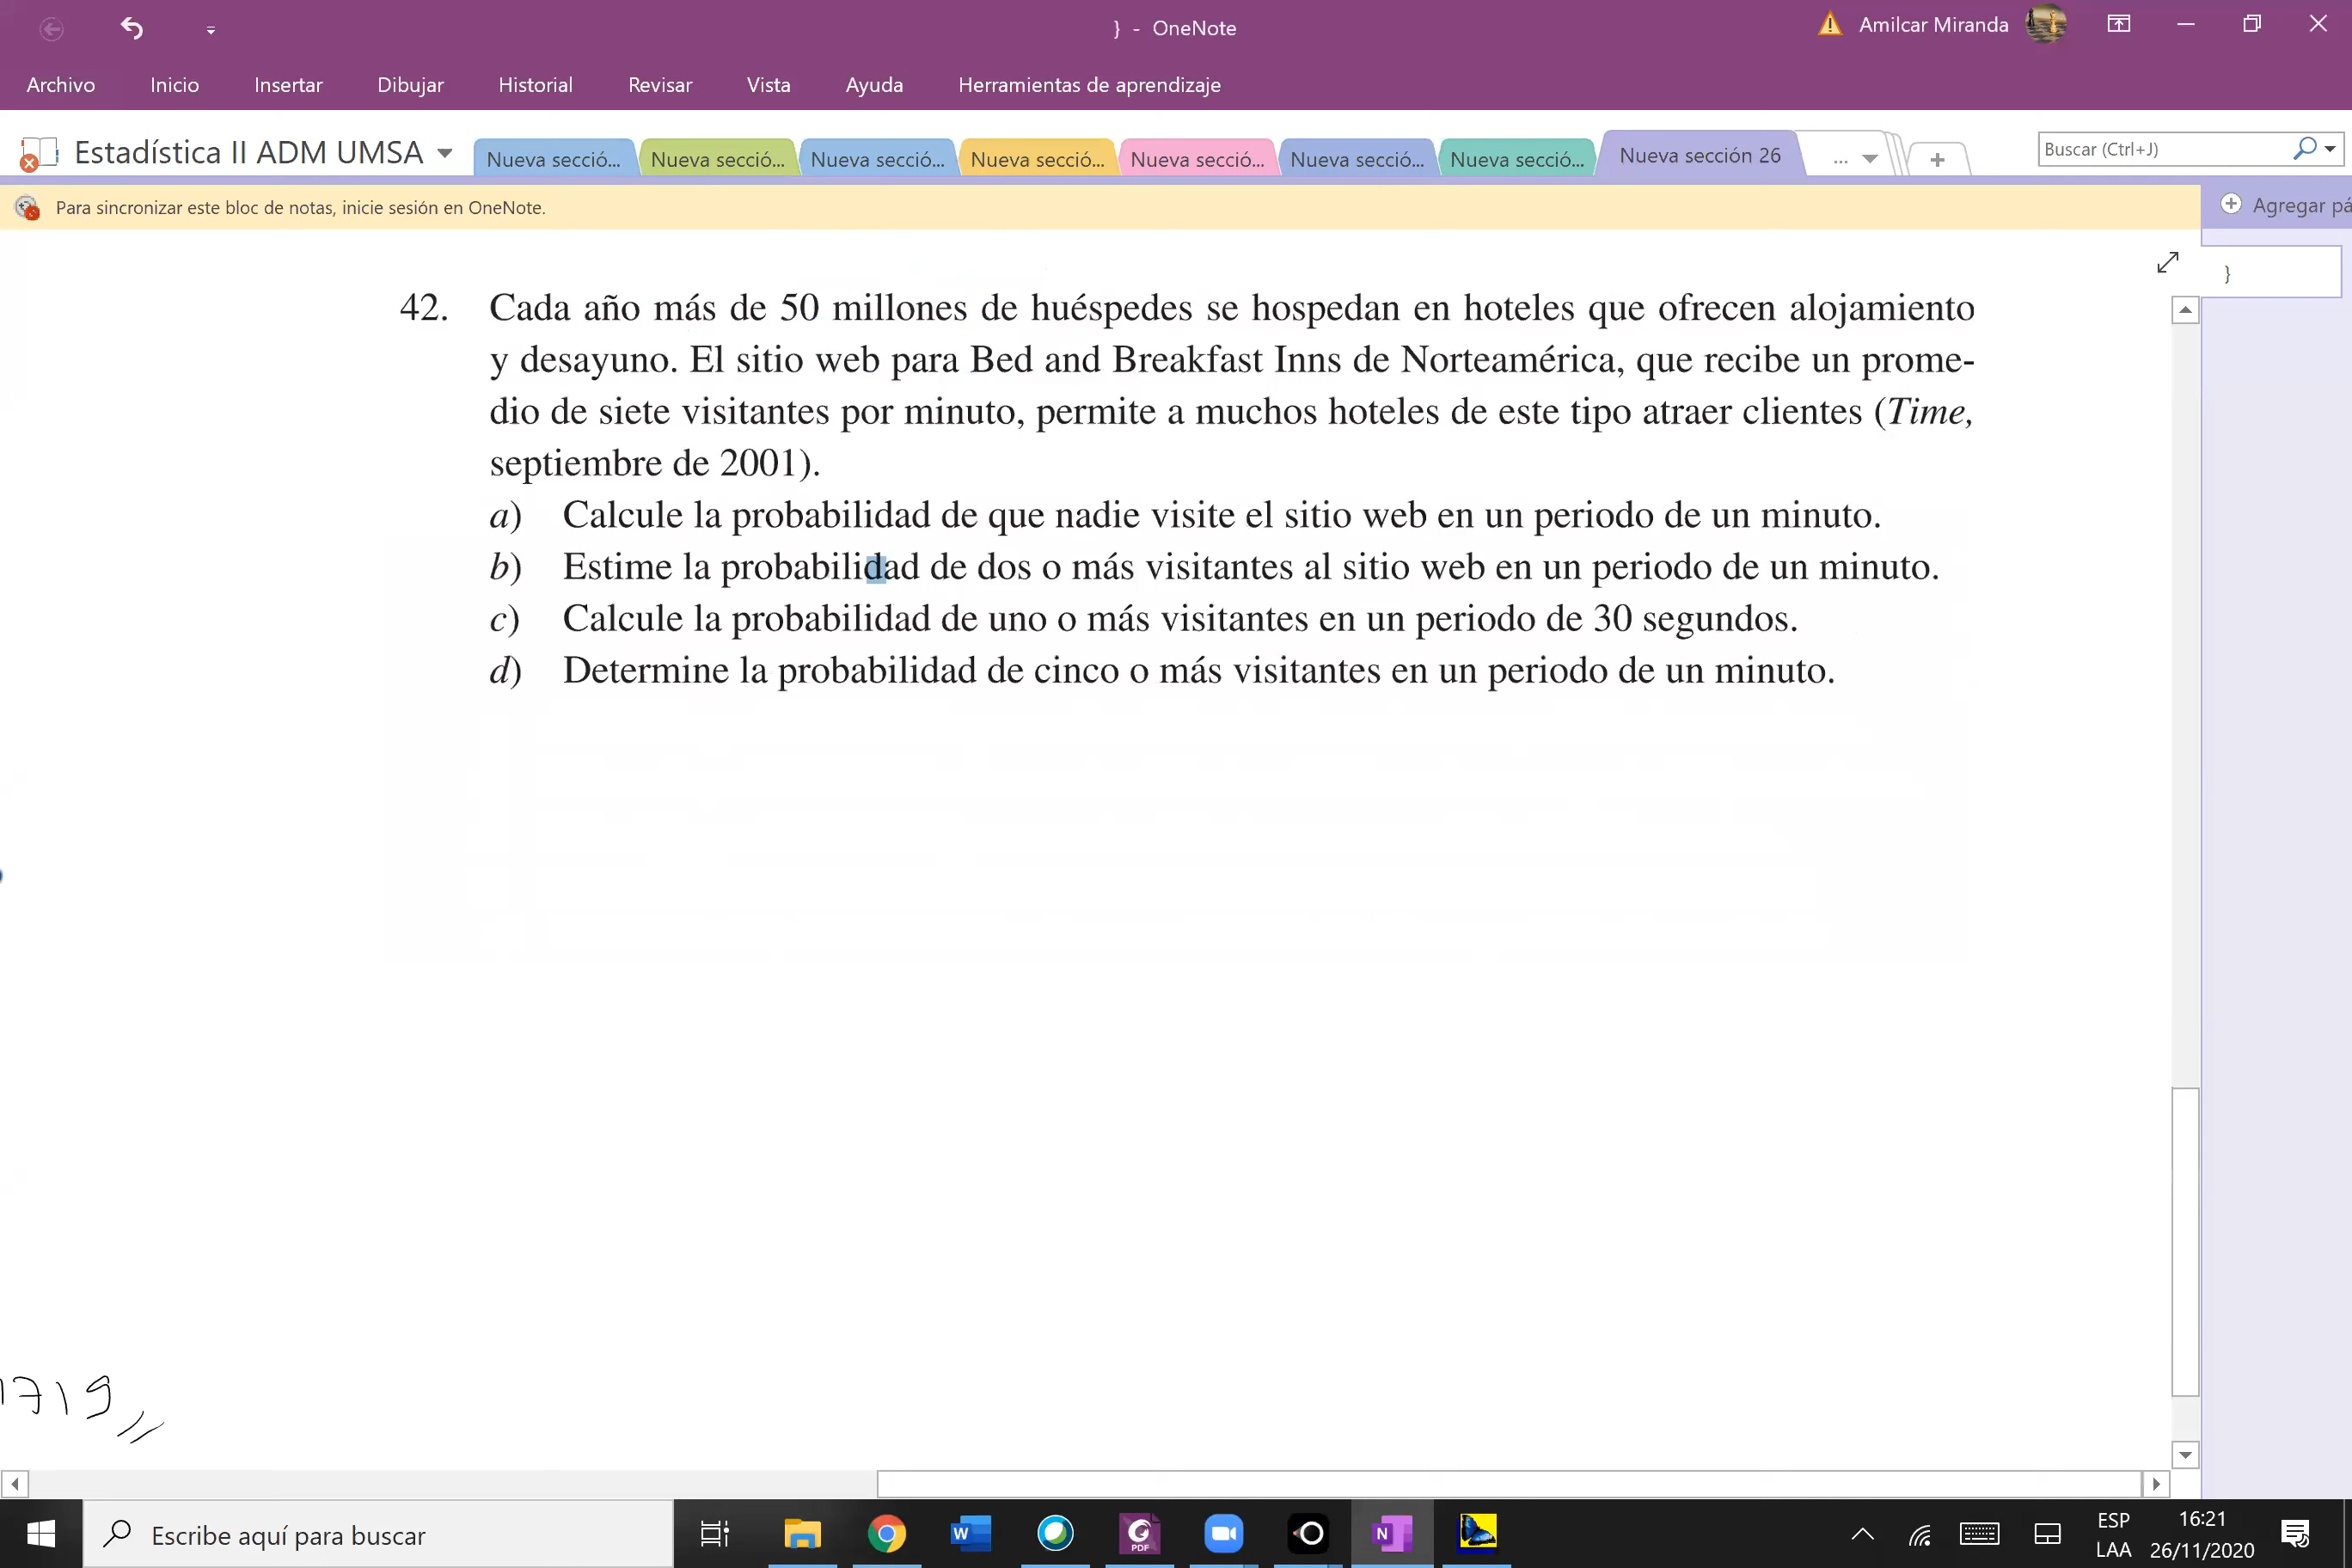 } - OneNote
Amilcar Miranda
Archivo Inicio Insertar Dibujar Historial Revisar Vista Ayuda Herramientas de aprendizaje
Estadística II ADM UMSA
Nueva secció... Nueva secció... Nueva secció... Nueva secció... Nueva secció... Nueva secció... Nueva secció... Nueva sección 26 ... +
Buscar (Ctrl+J)
Para sincronizar este bloc de notas, inicie sesión en OneNote.
Agregar pá
}
42. Cada año más de 50 millones de huéspedes se hospedan en hoteles que ofrecen alojamiento
y desayuno. El sitio web para Bed and Breakfast Inns de Norteamérica, que recibe un prome-
dio de siete visitantes por minuto, permite a muchos hoteles de este tipo atraer clientes (Time,
septiembre de 2001).
a) Calcule la probabilidad de que nadie visite el sitio web en un periodo de un minuto.
b) Estime la probabilidad de dos o más visitantes al sitio web en un periodo de un minuto.
c) Calcule la probabilidad de uno o más visitantes en un periodo de 30 segundos.
d) Determine la probabilidad de cinco o más visitantes en un periodo de un minuto.
1719
Escribe aquí para buscar
W
PDF
N
ESP
LAA
16:21
26/11/2020